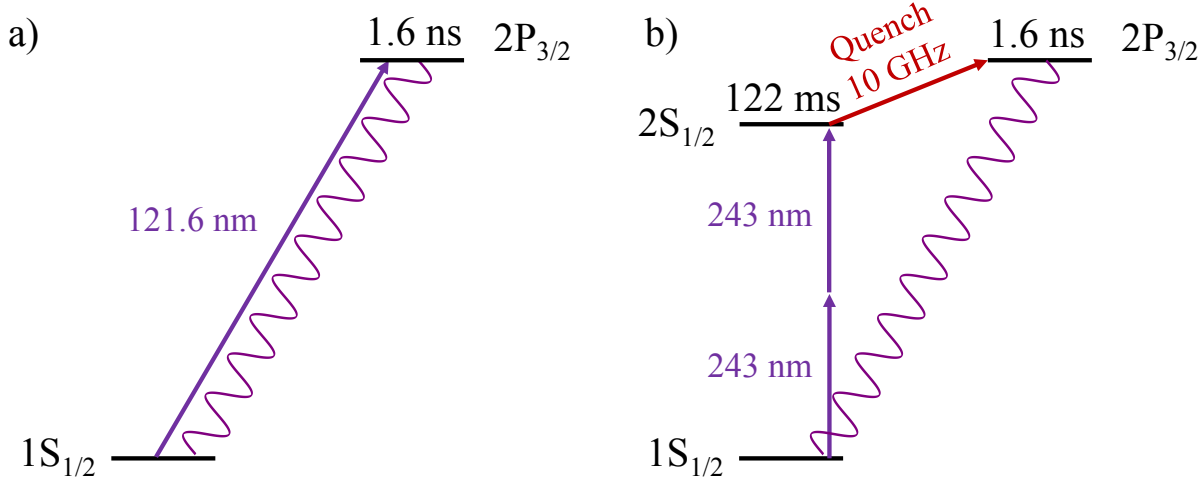 a)
1.6 ns
2P3/2
121.6 nm
1S1/2
b)
Quench
10 GHz
1.6 ns
2P3/2
122 ms
2S1/2
243 nm
243 nm
1S1/2